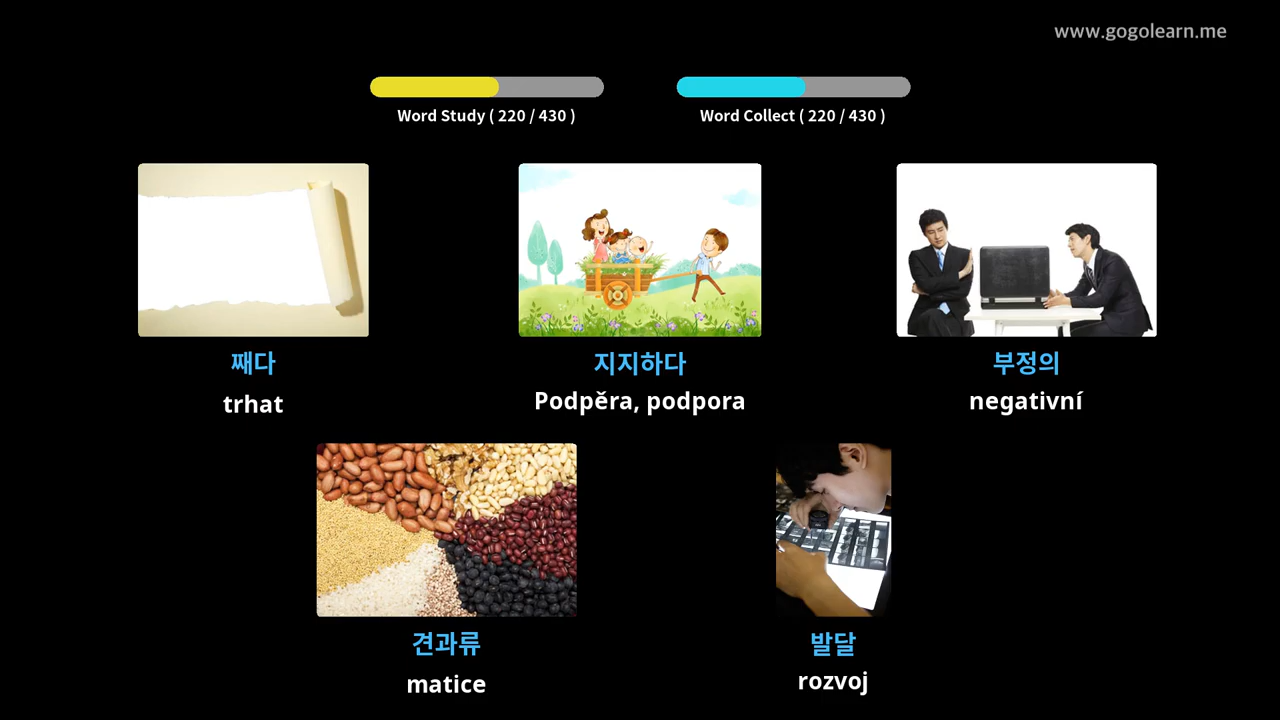 www.gogolearn.me
Word Study ( 220 / 430 )
Word Collect ( 220 / 430 )
째다
trhat
지지하다
Podpěra, podpora
부정의
negativní
견과류
matice
발달
rozvoj